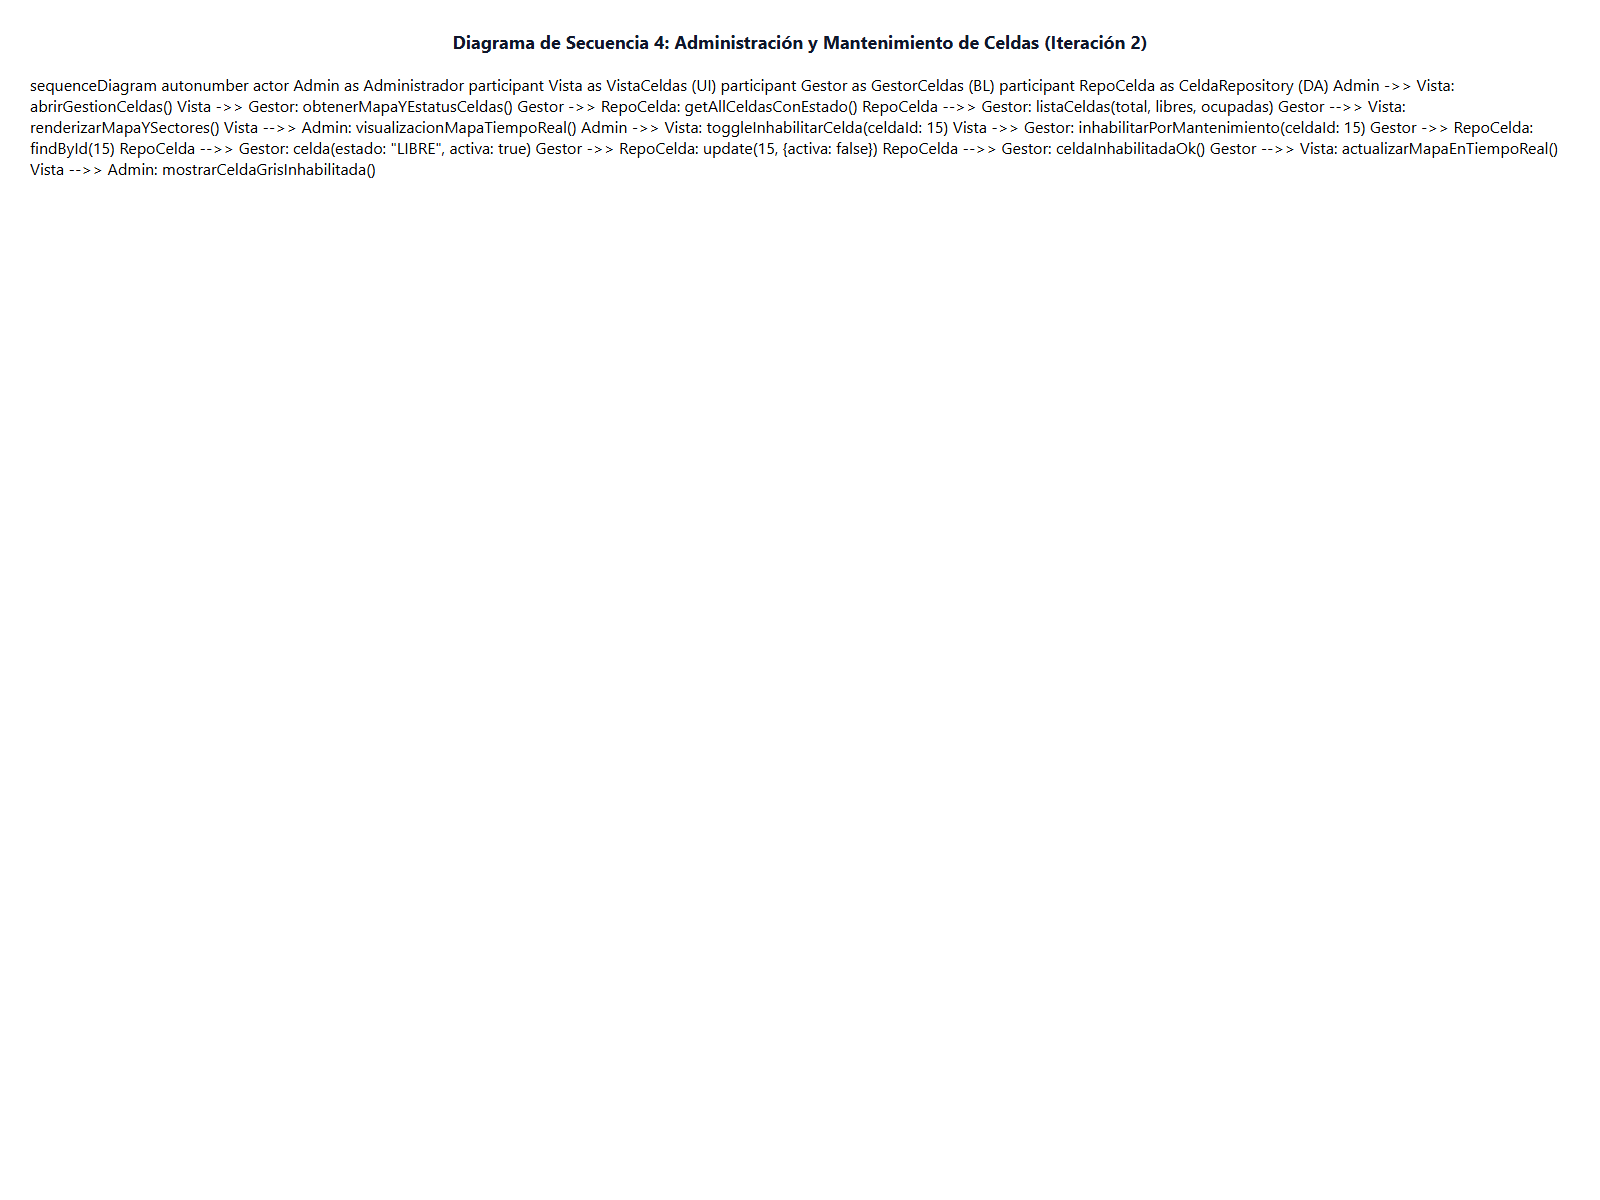 Diagrama de Secuencia 4: Administración y Mantenimiento de Celdas (Iteración 2)
sequenceDiagram autonumber actor Admin as Administrador participant Vista as VistaCeldas (UI) participant Gestor as GestorCeldas (BL) participant RepoCelda as CeldaRepository (DA) Admin ->> Vista:
abrirGestionCeldas() Vista ->> Gestor: obtenerMapaYEstatusCeldas() Gestor ->> RepoCelda: getAllCeldasConEstado() RepoCelda -->> Gestor: listaCeldas(total, libres, ocupadas) Gestor -->> Vista:
renderizarMapaYSectores() Vista -->> Admin: visualizacionMapaTiempoReal() Admin ->> Vista: toggleInhabilitarCelda(celdaId: 15) Vista ->> Gestor: inhabilitarPorMantenimiento(celdaId: 15) Gestor ->> RepoCelda:
findById(15) RepoCelda -->> Gestor: celda(estado: "LIBRE", activa: true) Gestor ->> RepoCelda: update(15, {activa: false}) RepoCelda -->> Gestor: celdaInhabilitadaOk() Gestor -->> Vista: actualizarMapaEnTiempoReal()
Vista -->> Admin: mostrarCeldaGrisInhabilitada()